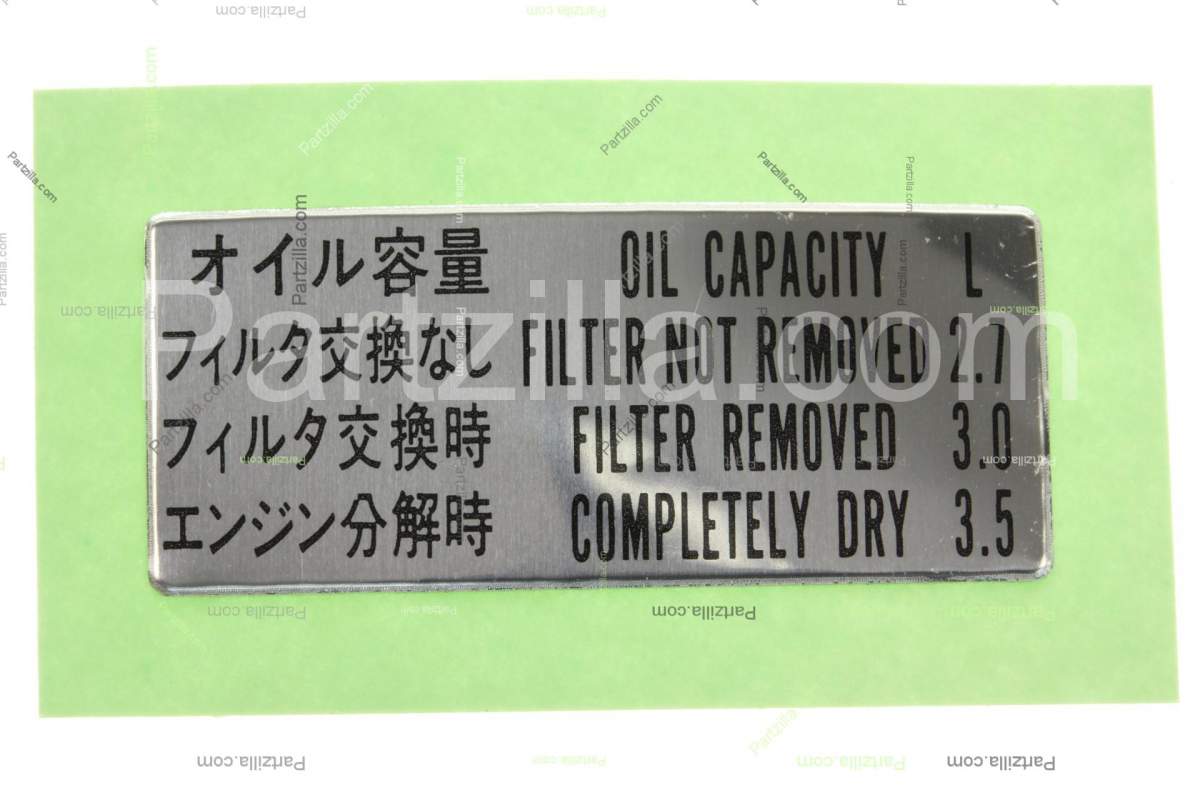 オイル容量 OIL CAPACITY L
フィルタ交換なし FILTER NOT REMOVED 2.7
フィルタ交換時 FILTER REMOVED 3.0
エンジン分解時 COMPLETELY DRY 3.5
Partzilla.com